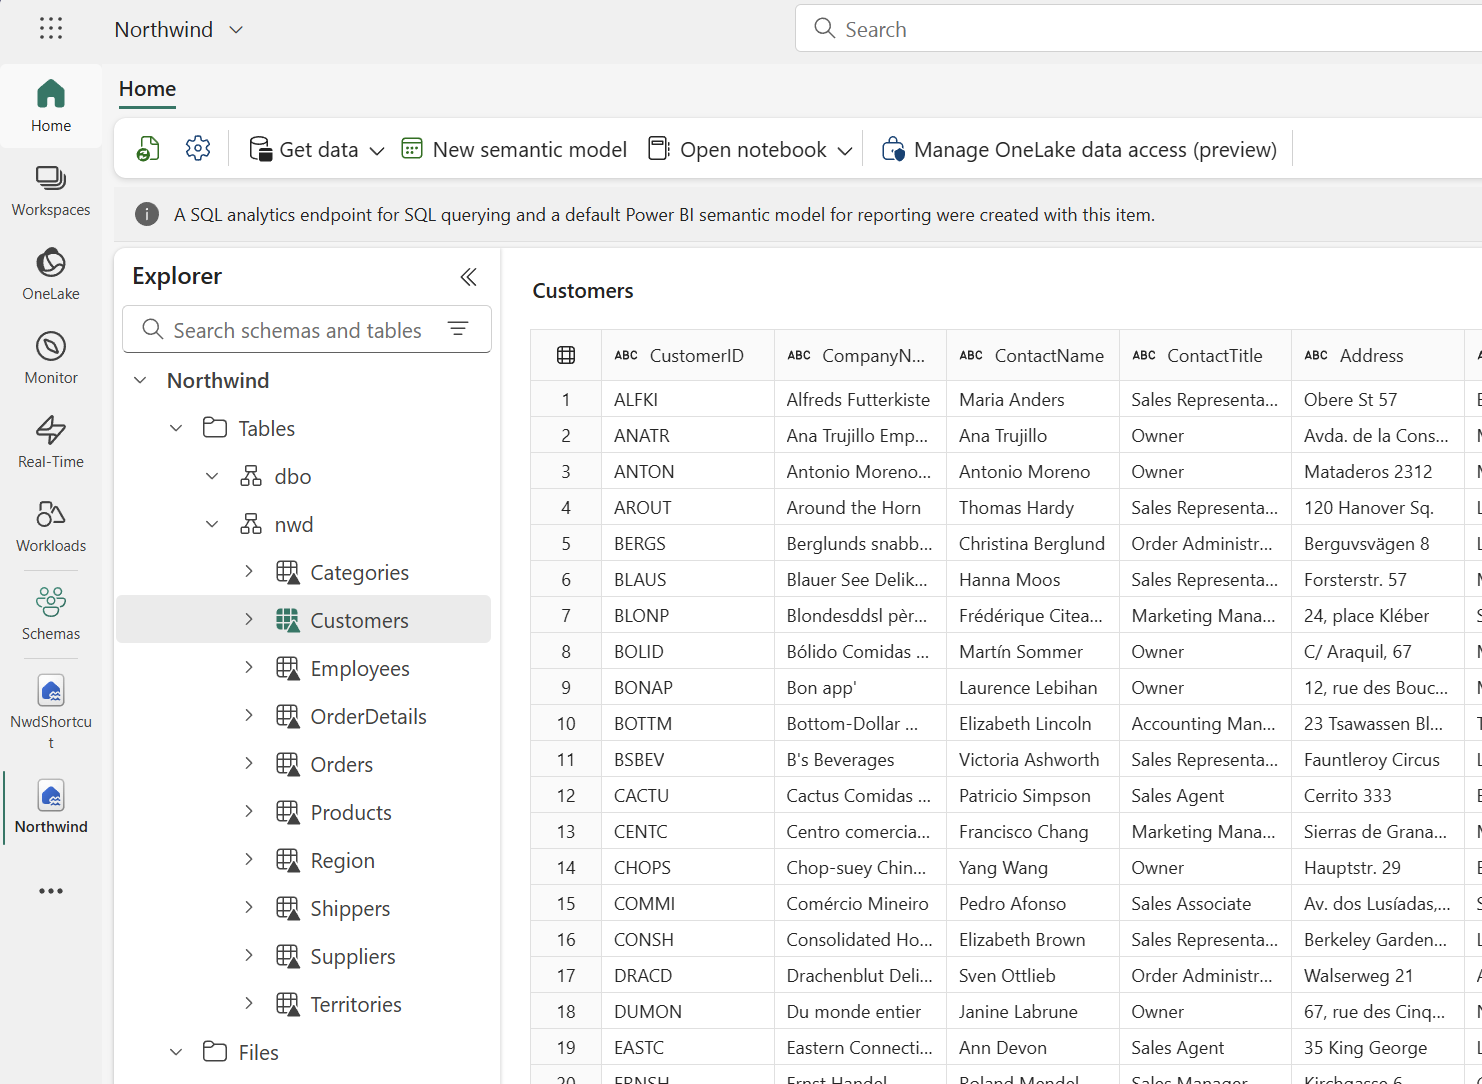 Northwind
Search
Home
Home
Get data
New semantic model
Open notebook
Manage OneLake data access (preview)
A SQL analytics endpoint for SQL querying and a default Power BI semantic model for reporting were created with this item.
Workspaces
OneLake
Monitor
Real-Time
Workloads
Schemas
NwdShortcu
t
Northwind
Explorer
Search schemas and tables
Northwind
Tables
dbo
nwd
Categories
Customers
Employees
OrderDetails
Orders
Products
Region
Shippers
Suppliers
Territories
Files
Customers
ABC CustomerID ABC CompanyN... ABC ContactName ABC ContactTitle ABC Address
1 ALFKI Alfreds Futterkiste Maria Anders Sales Representa... Obere St 57
2 ANATR Ana Trujillo Emp... Ana Trujillo Owner Avda. de la Cons...
3 ANTON Antonio Moreno... Antonio Moreno Owner Mataderos 2312
4 AROUT Around the Horn Thomas Hardy Sales Representa... 120 Hanover Sq.
5 BERGS Berglunds snabb... Christina Berglund Order Administr... Berguvsvägen 8
6 BLAUS Blauer See Delik... Hanna Moos Sales Representa... Forsterstr. 57
7 BLONP Blondesddsl pèr... Frédérique Citea... Marketing Mana... 24, place Kléber
8 BOLID Bólido Comidas ... Martín Sommer Owner C/ Araquil, 67
9 BONAP Bon app' Laurence Lebihan Owner 12, rue des Bouc...
10 BOTTM Bottom-Dollar ... Elizabeth Lincoln Accounting Man... 23 Tsawassen Bl...
11 BSBEV B's Beverages Victoria Ashworth Sales Representa... Fauntleroy Circus
12 CACTU Cactus Comidas ... Patricio Simpson Sales Agent Cerrito 333
13 CENTC Centro comercia... Francisco Chang Marketing Mana... Sierras de Grana...
14 CHOPS Chop-suey Chin... Yang Wang Owner Hauptstr. 29
15 COMMI Comércio Mineiro Pedro Afonso Sales Associate Av. dos Lusíadas,...
16 CONSH Consolidated Ho... Elizabeth Brown Sales Representa... Berkeley Garden...
17 DRACD Drachenblut Deli... Sven Ottlieb Order Administr... Walserweg 21
18 DUMON Du monde entier Janine Labrune Owner 67, rue des Cinq...
19 EASTC Eastern Connecti... Ann Devon Sales Agent 35 King George
20 ERNSH Ernst Handel Roland Mendel Sales Manager Kirchgasse 6